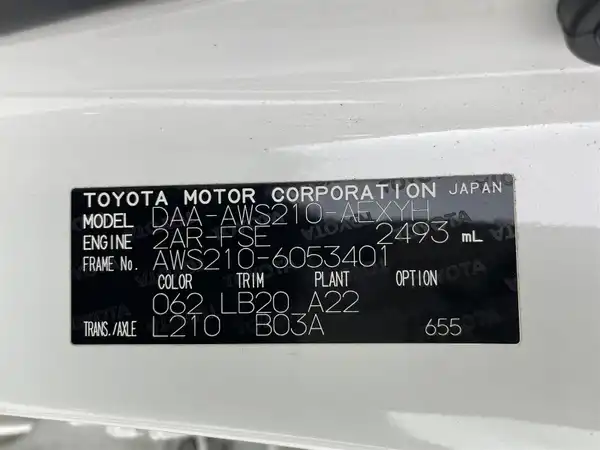 TOYOTA MOTOR CORPORATION JAPAN
MODEL DAA-AWS210-AEXYH
ENGINE 2AR-FSE 2493 mL
FRAME No. AWS210-6053401
COLOR TRIM PLANT OPTION
062 LB20 A22
TRANS./AXLE L210 B03A 655